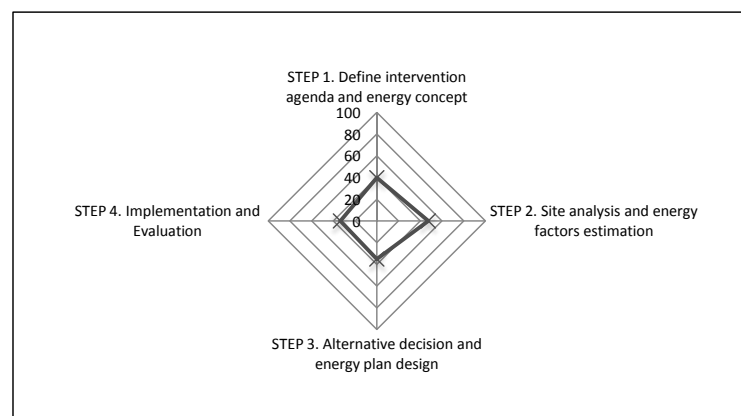 STEP 1. Define intervention
agenda and energy concept
100
80
60
40
20
0
STEP 4. Implementation and
Evaluation
STEP 2. Site analysis and energy
factors estimation
STEP 3. Alternative decision and
energy plan design